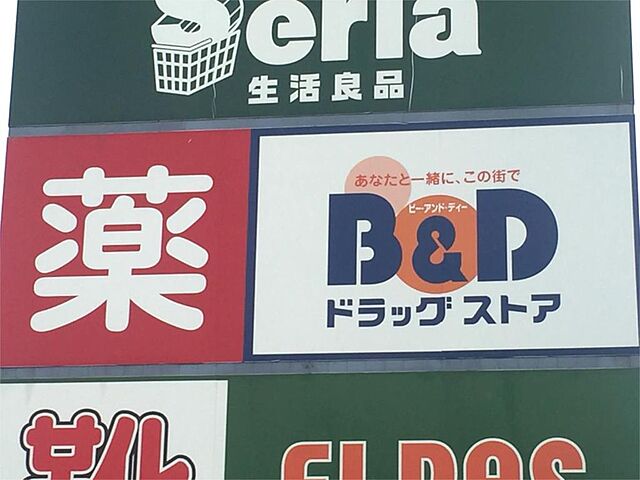 Seria
生活良品
薬
あなたと一緒に、この街で
ビー・アンド・ディー
B&D
ドラッグ ストア
靴